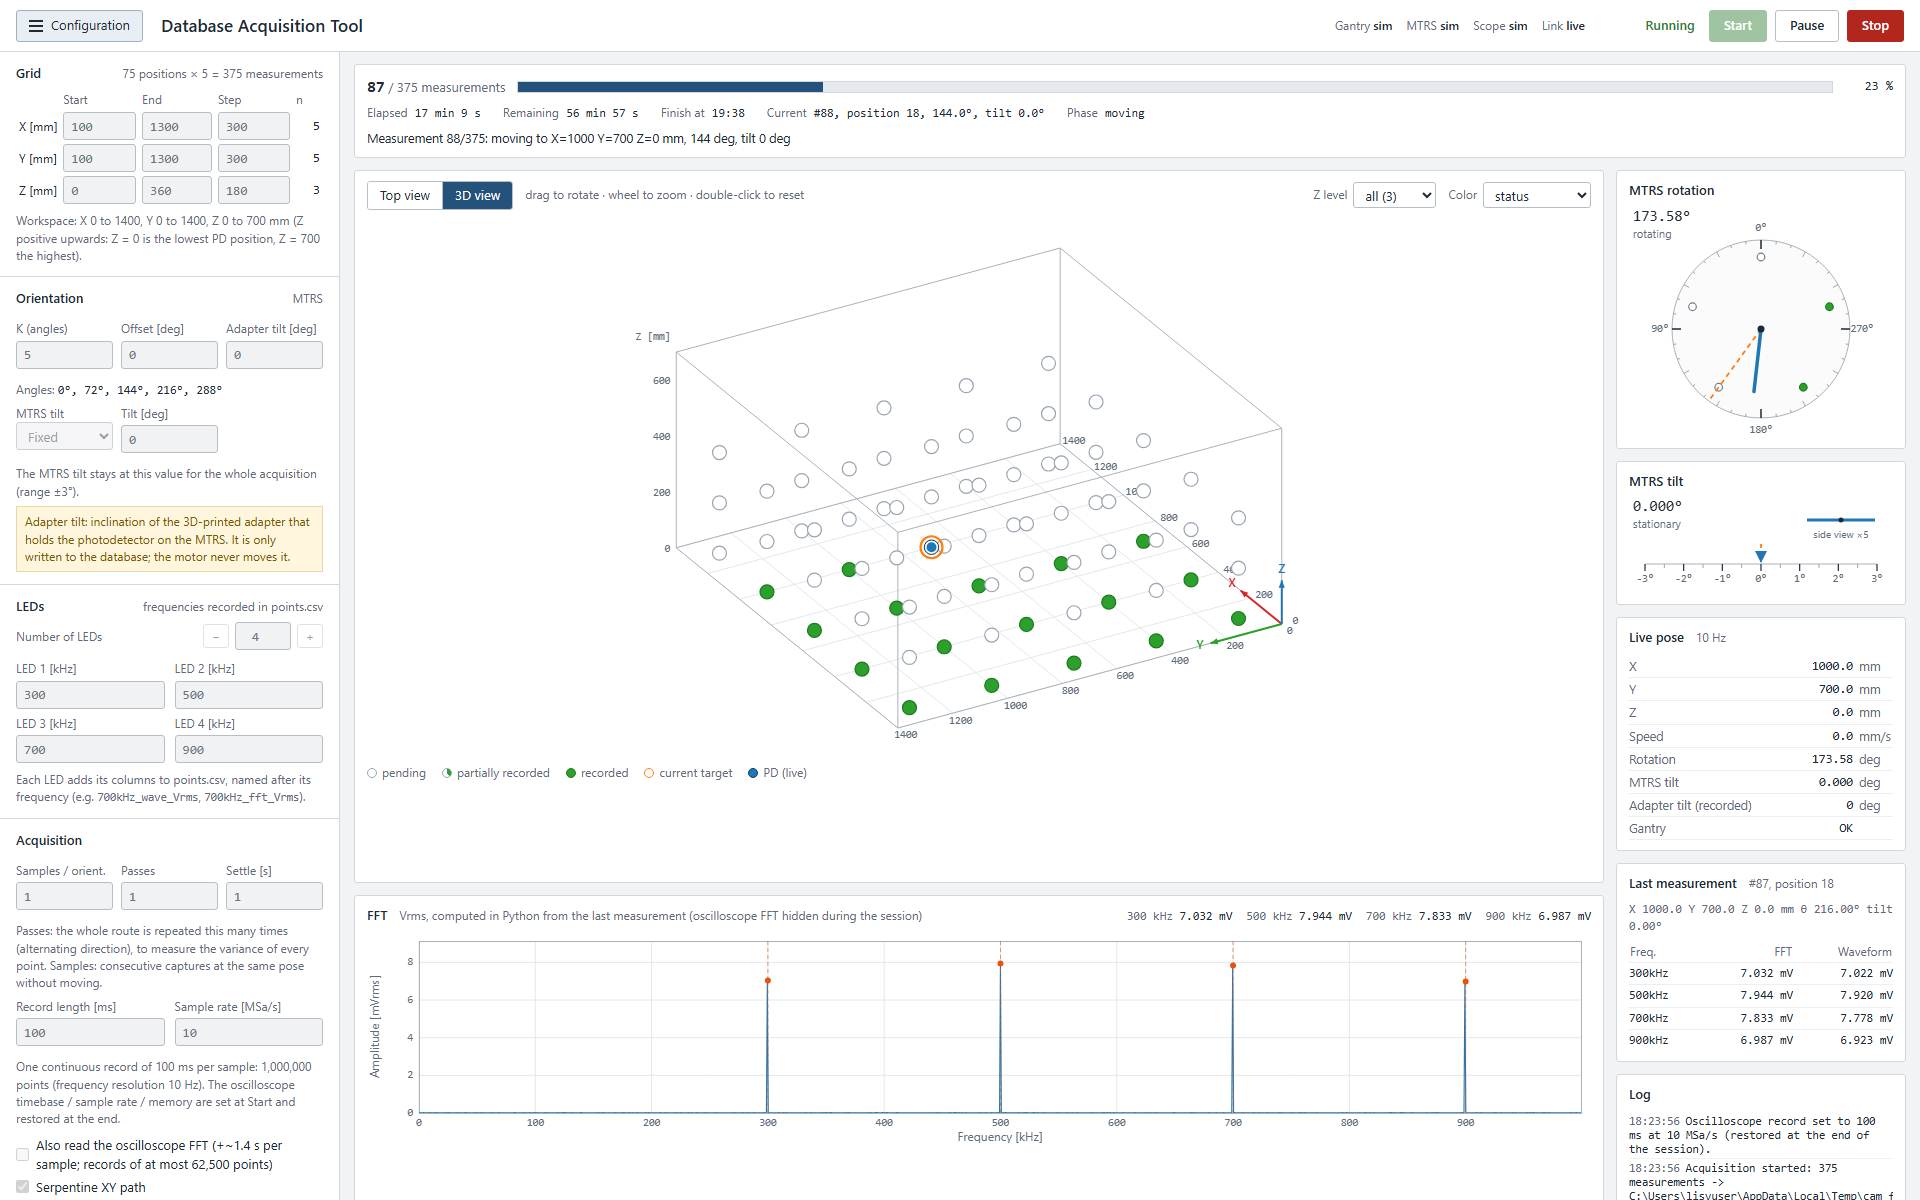 Configuration
Database Acquisition Tool
Gantry sim MTRS sim Scope sim Link live
Running
Start
Pause
Stop
Grid
75 positions × 5 = 375 measurements
Start End Step n
X [mm] 100 1300 300 5
Y [mm] 100 1300 300 5
Z [mm] 0 360 180 3
Workspace: X 0 to 1400, Y 0 to 1400, Z 0 to 700 mm (Z
positive upwards: Z = 0 is the lowest PD position, Z = 700
the highest).
Orientation
MTRS
K (angles) Offset [deg] Adapter tilt [deg]
5 0 0
Angles: 0°, 72°, 144°, 216°, 288°
MTRS tilt Tilt [deg]
Fixed 0
The MTRS tilt stays at this value for the whole acquisition
(range ±3°).
Adapter tilt: inclination of the 3D-printed adapter that
holds the photodetector on the MTRS. It is only
written to the database; the motor never moves it.
LEDs
frequencies recorded in points.csv
Number of LEDs − 4 +
LED 1 [kHz] LED 2 [kHz]
300 500
LED 3 [kHz] LED 4 [kHz]
700 900
Each LED adds its columns to points.csv, named after its
frequency (e.g. 700kHz_wave_Vrms, 700kHz_fft_Vrms).
Acquisition
Samples / orient. Passes Settle [s]
1 1 1
Passes: the whole route is repeated this many times
(alternating direction), to measure the variance of every
point. Samples: consecutive captures at the same pose
without moving.
Record length [ms] Sample rate [MSa/s]
100 10
One continuous record of 100 ms per sample: 1,000,000
points (frequency resolution 10 Hz). The oscilloscope
timebase / sample rate / memory are set at Start and
restored at the end.
Also read the oscilloscope FFT (+~1.4 s per
sample; records of at most 62,500 points)
Serpentine XY path
87 / 375 measurements
23 %
Elapsed 17 min 9 s Remaining 56 min 57 s Finish at 19:38 Current #88, position 18, 144.0°, tilt 0.0° Phase moving
Measurement 88/375: moving to X=1000 Y=700 Z=0 mm, 144 deg, tilt 0 deg
Top view 3D view
drag to rotate · wheel to zoom · double-click to reset
Z level all (3) Color status
Z [mm]
600
400
200
0
1400
1200
10
800
600
4
200
0
X
Z
Y
0
200
400
600
800
1000
1200
1400
pending partially recorded recorded current target PD (live)
FFT
Vrms, computed in Python from the last measurement (oscilloscope FFT hidden during the session)
300 kHz 7.032 mV 500 kHz 7.944 mV 700 kHz 7.833 mV 900 kHz 6.987 mV
Amplitude [mVrms]
8
6
4
2
0
0 100 200 300 400 500 600 700 800 900
Frequency [kHz]
MTRS rotation
173.58°
rotating
0°
90°
270°
180°
MTRS tilt
0.000°
stationary
side view ×5
-3° -2° -1° 0° 1° 2° 3°
Live pose 10 Hz
X 1000.0 mm
Y 700.0 mm
Z 0.0 mm
Speed 0.0 mm/s
Rotation 173.58 deg
MTRS tilt 0.000 deg
Adapter tilt (recorded) 0 deg
Gantry OK
Last measurement #87, position 18
X 1000.0 Y 700.0 Z 0.0 mm θ 216.00° tilt
0.00°
Freq. FFT Waveform
300kHz 7.032 mV 7.022 mV
500kHz 7.944 mV 7.920 mV
700kHz 7.833 mV 7.778 mV
900kHz 6.987 mV 6.923 mV
Log
18:23:56 Oscilloscope record set to 100
ms at 10 MSa/s (restored at the end of
the session).
18:23:56 Acquisition started: 375
measurements ->
C:\Users\lisvuser\AppData\Local\Temp\cam_f